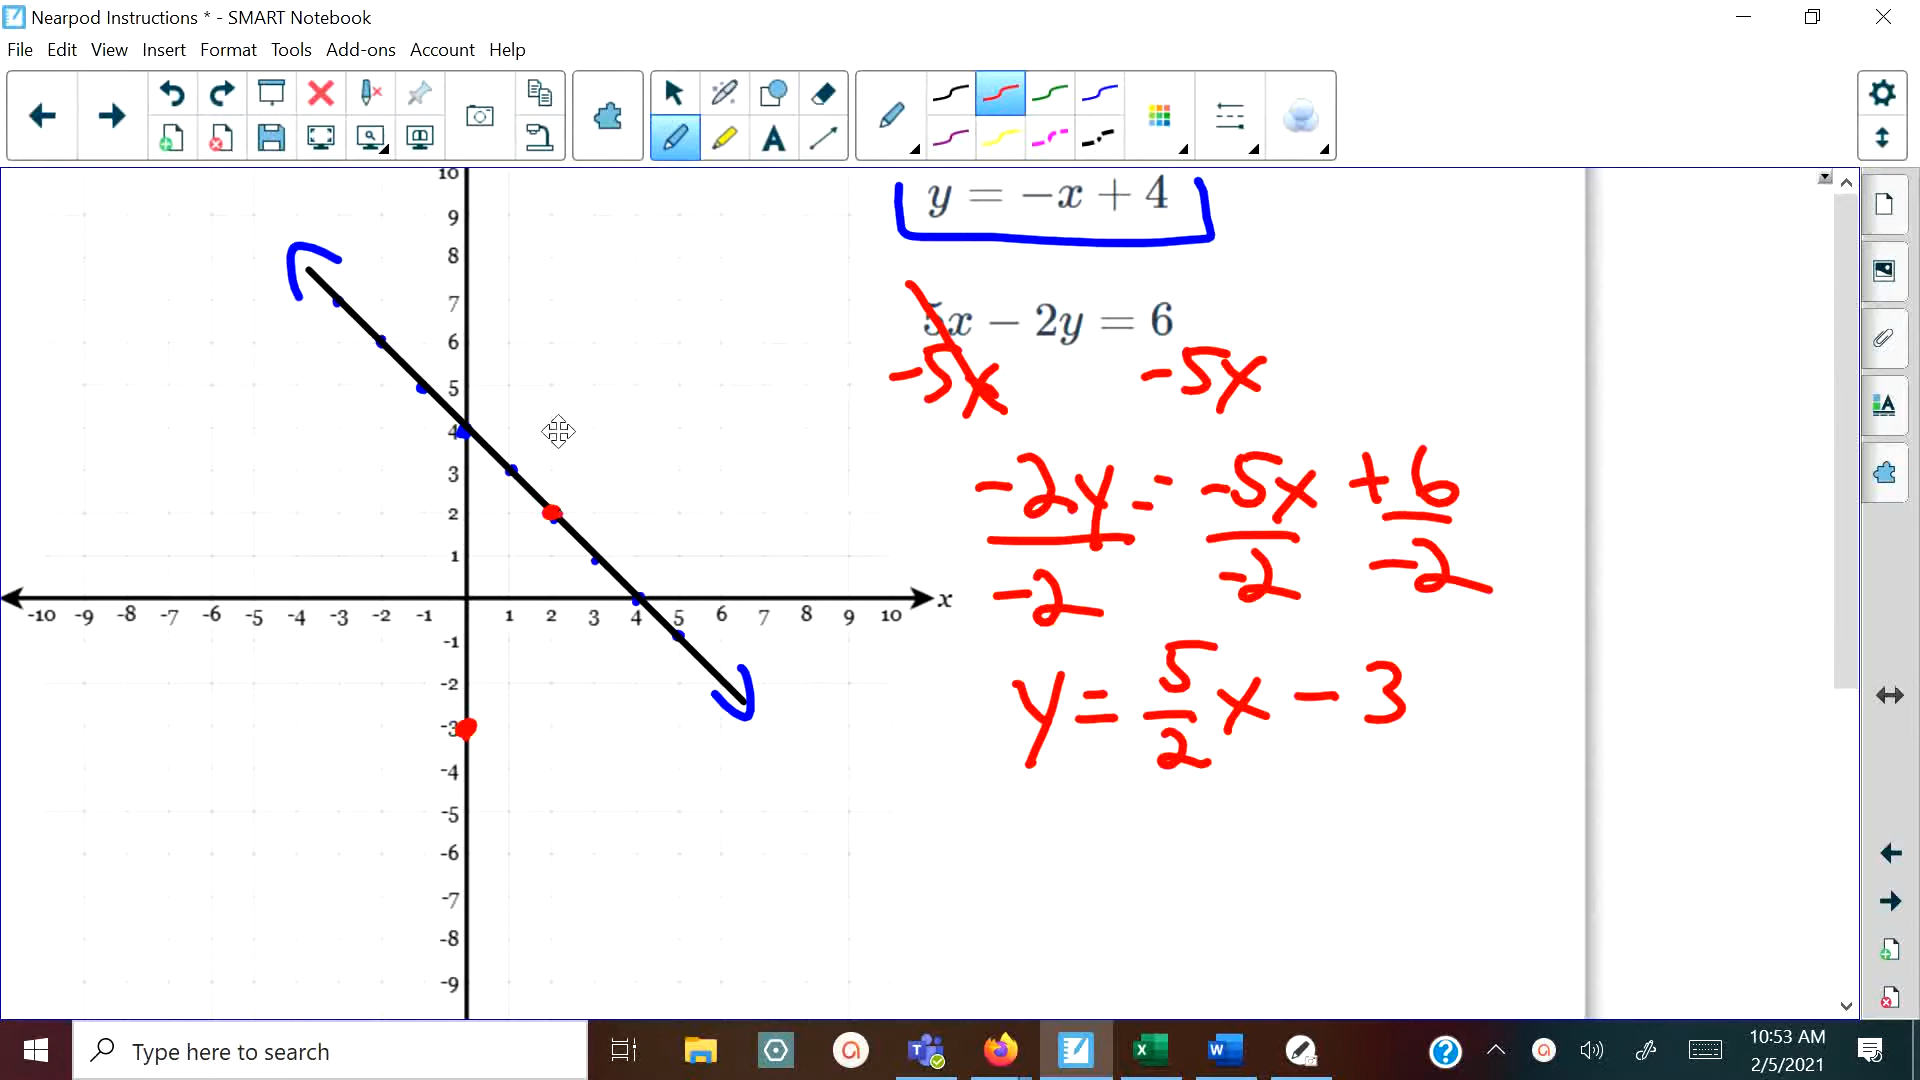 Nearpod Instructions * - SMART Notebook
File Edit View Insert Format Tools Add-ons Account Help
10
9
8
7
6
5
4
3
2
1
-10 -9 -8 -7 -6 -5 -4 -3 -2 -1 1 2 3 4 5 6 7 8 9 10 x
-1
-2
-3
-4
-5
-6
-7
-8
-9
y = −x + 4
5x − 2y = 6
-5x -5x
-2y = -5x + 6
-2 -2 -2
y = 5/2 x - 3
Type here to search
10:53 AM
2/5/2021